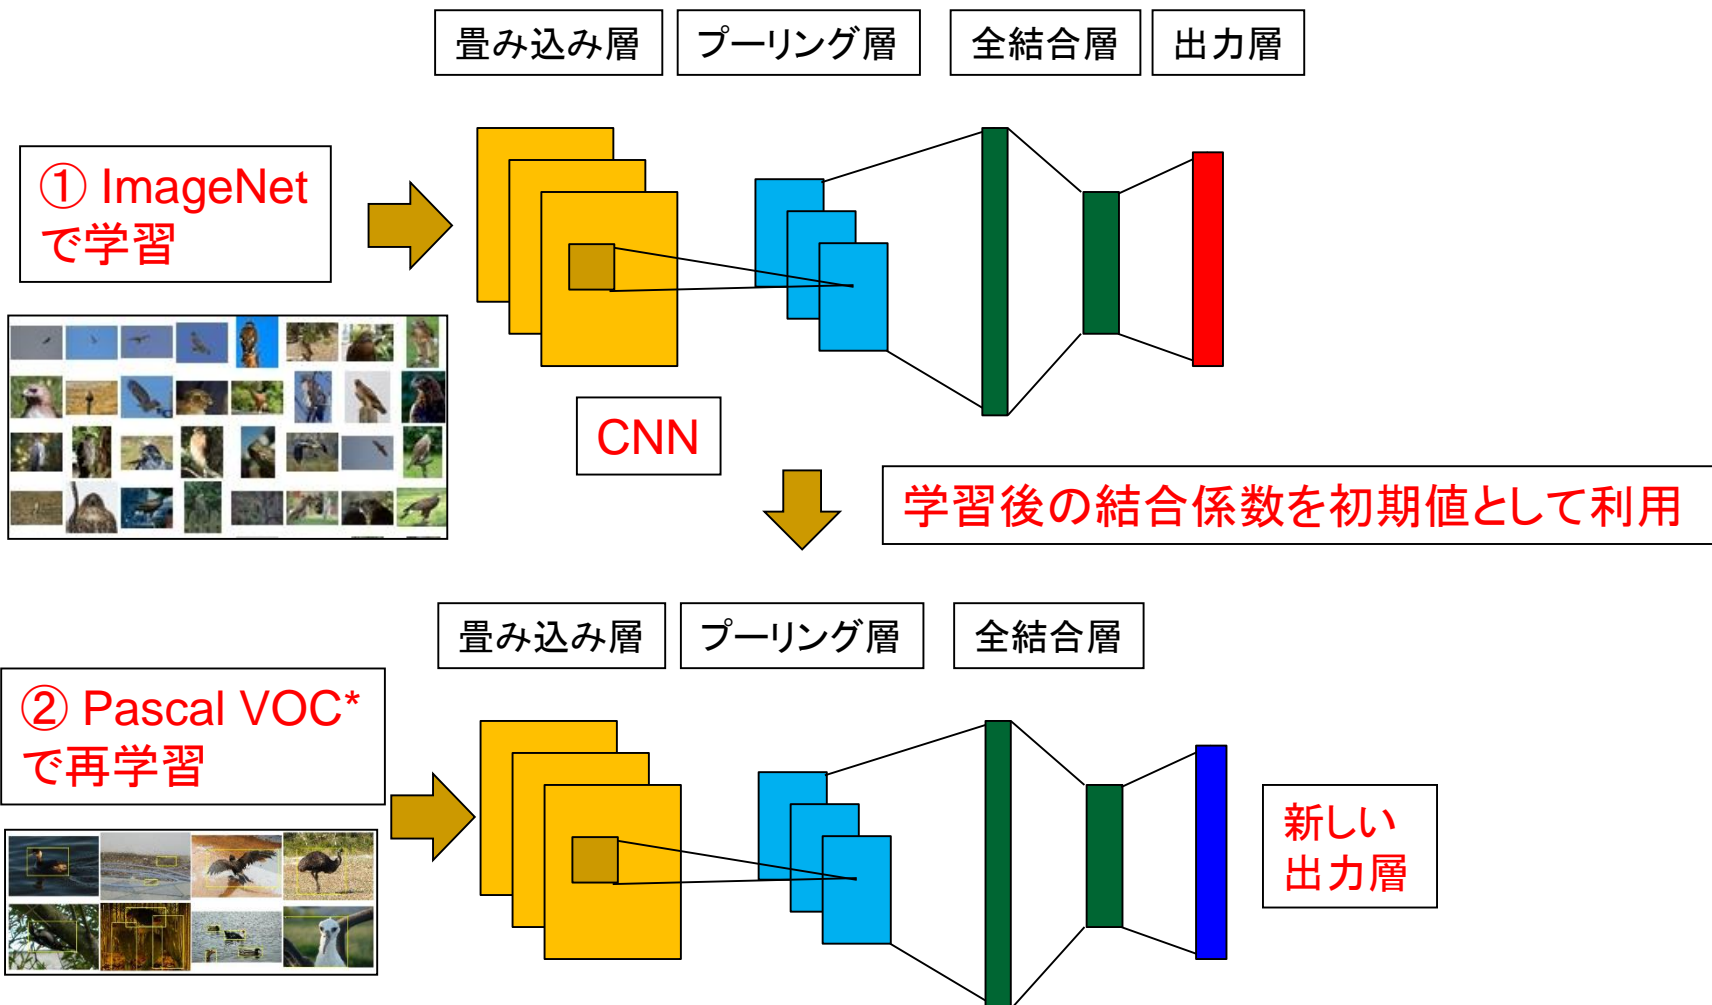 畳み込み層
プーリング層
全結合層
出力層
① ImageNet
で学習
CNN
学習後の結合係数を初期値として利用
畳み込み層
プーリング層
全結合層
② Pascal VOC*
で再学習
新しい
出力層